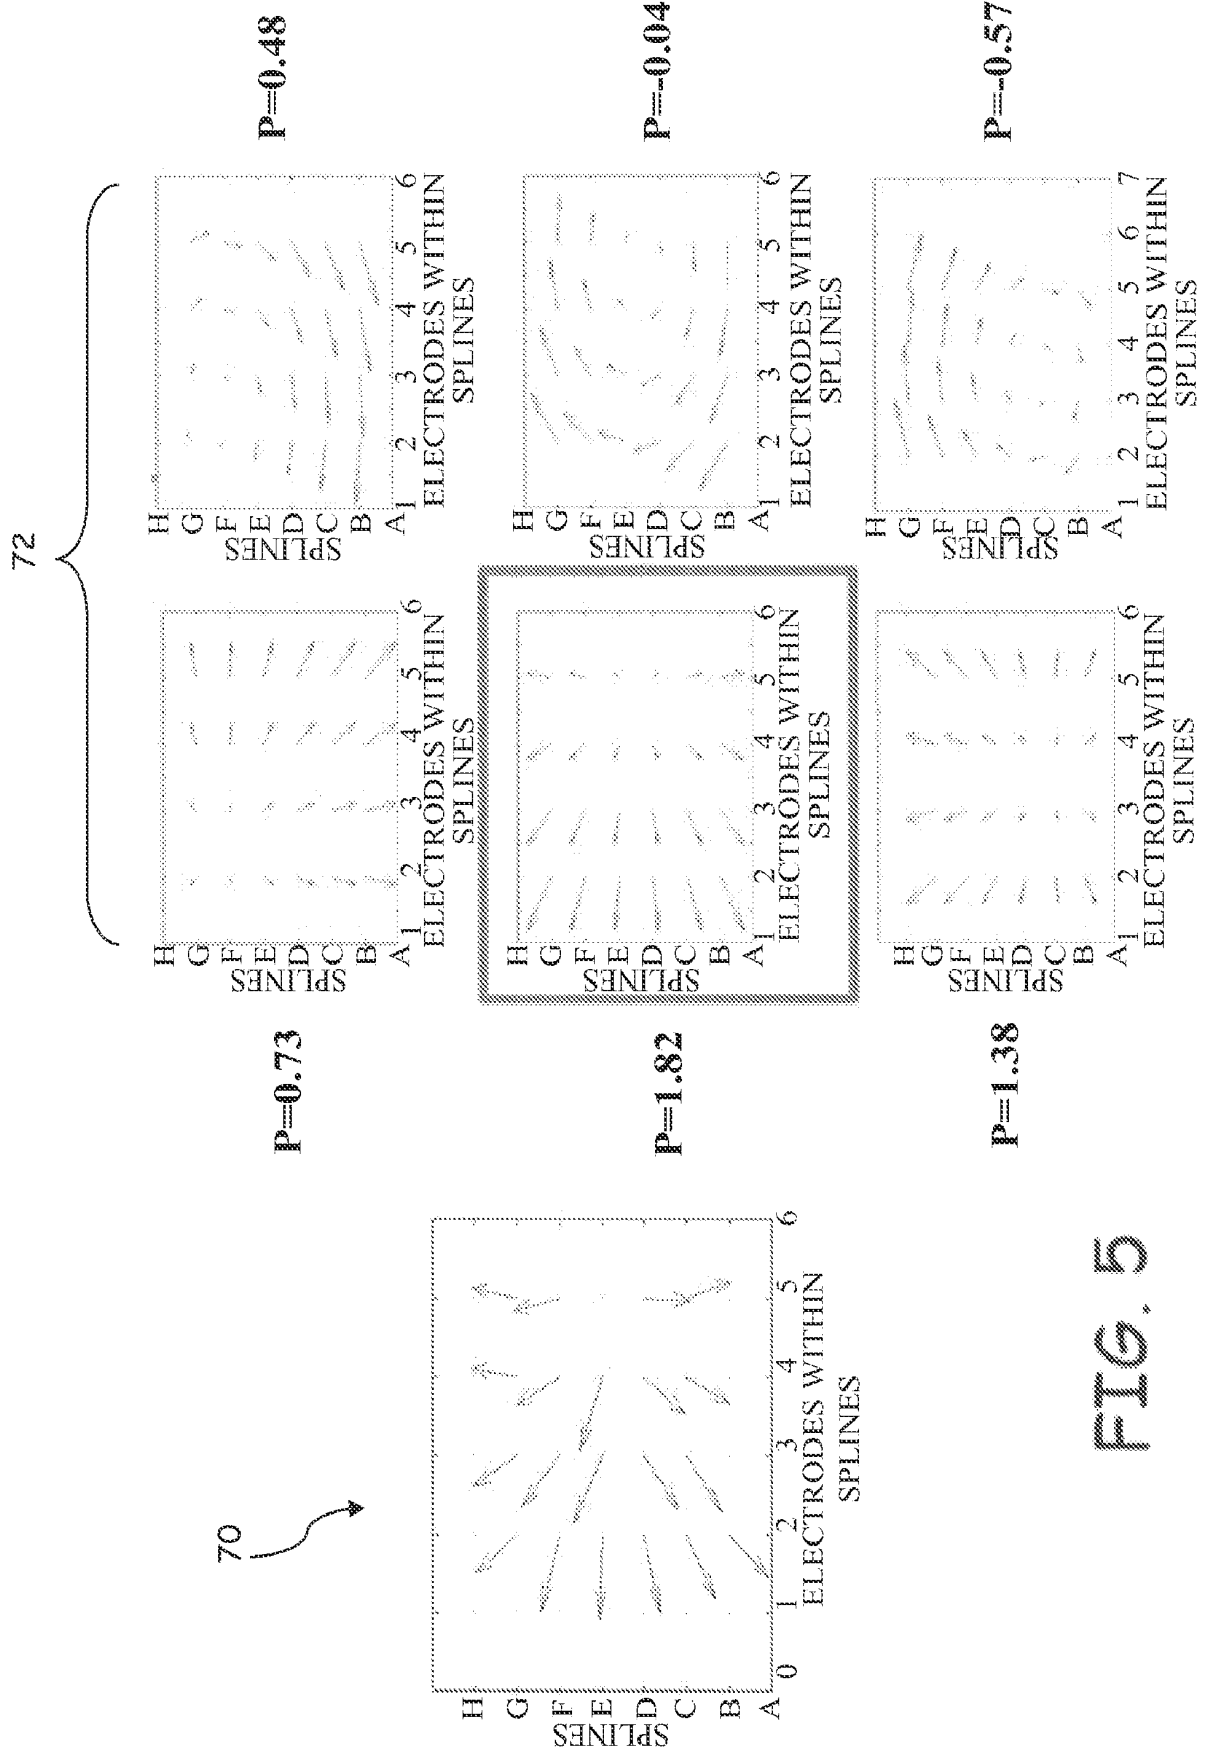 70
SPLINES
H
G
F
E
D
C
B
A
0
1
2
3
4
5
6
ELECTRODES WITHIN
SPLINES
72
P=0.73
SPLINES
H
G
F
E
D
C
B
A
1
2
3
4
5
6
ELECTRODES WITHIN
SPLINES
P=0.48
SPLINES
H
G
F
E
D
C
B
A
1
2
3
4
5
6
ELECTRODES WITHIN
SPLINES
P=1.82
SPLINES
H
G
F
E
D
C
B
A
1
2
3
4
5
6
ELECTRODES WITHIN
SPLINES
P=-0.04
SPLINES
H
G
F
E
D
C
B
A
1
2
3
4
5
6
ELECTRODES WITHIN
SPLINES
P=1.38
SPLINES
H
G
F
E
D
C
B
A
1
2
3
4
5
6
ELECTRODES WITHIN
SPLINES
P=-0.57
SPLINES
H
G
F
E
D
C
B
A
1
2
3
4
5
6
7
ELECTRODES WITHIN
SPLINES
FIG. 5